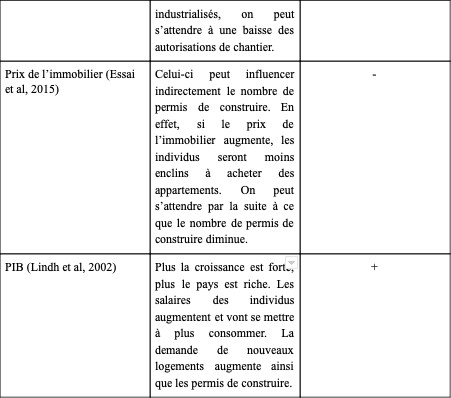 industrialisés, on peut
s'attendre à une baisse des
autorisations de chantier.
Prix de l'immobilier (Essai
et al, 2015)
Celui-ci peut influencer
indirectement le nombre de
permis de construire. En
effet, si le prix de
l'immobilier augmente, les
individus seront moins
enclins à acheter des
appartements. On peut
s'attendre par la suite à ce
que le nombre de permis de
construire diminue.
-
PIB (Lindh et al, 2002)
Plus la croissance est forte,
plus le pays est riche. Les
salaires des individus
augmentent et vont se mettre
à plus consommer. La
demande de nouveaux
logements augmente ainsi
que les permis de construire.
+